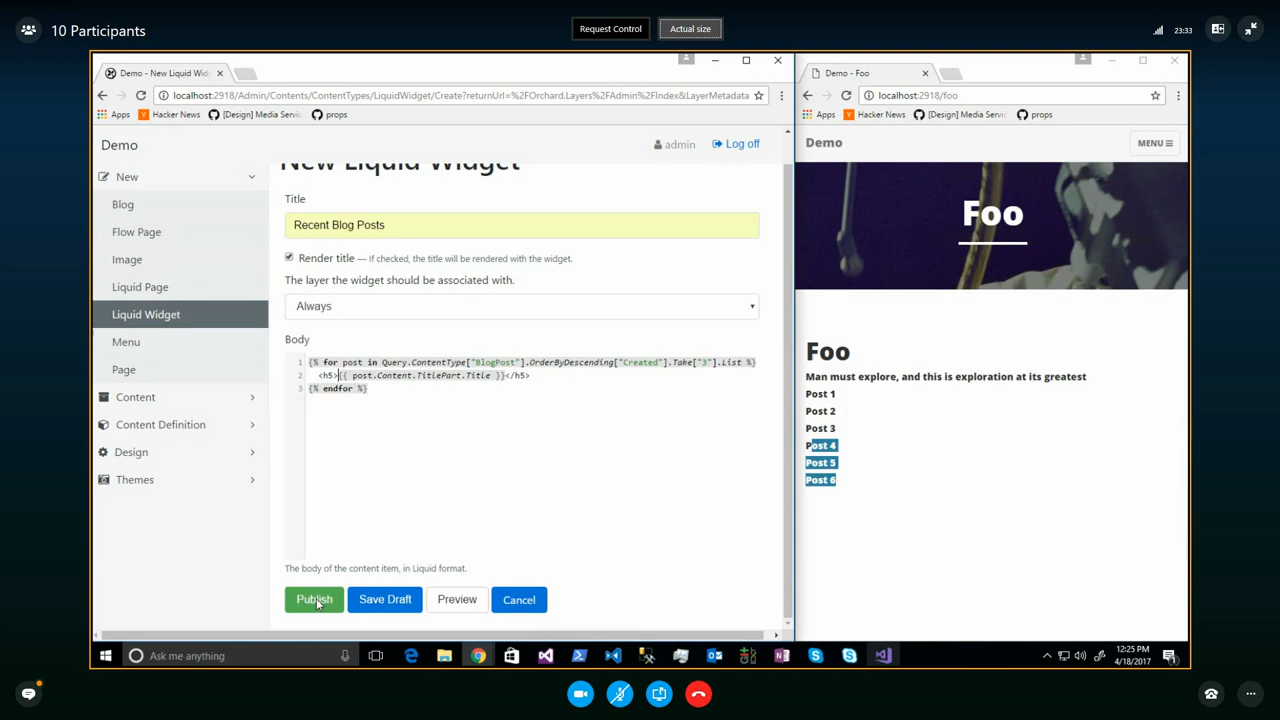 10 Participants
Request Control
Actual size
23:33
Demo - New Liquid Widg
localhost:2918/Admin/Contents/ContentTypes/LiquidWidget/Create?returnUrl=%2FOrchard.Layers%2FAdmin%2FIndex&LayerMetadata
Apps Hacker News [Design] Media Servic props
Demo
admin Log off
New
Blog
Flow Page
Image
Liquid Page
Liquid Widget
Menu
Page
Content
Content Definition
Design
Themes
New Liquid Widget
Title
Recent Blog Posts
Render title — If checked, the title will be rendered with the widget.
The layer the widget should be associated with.
Always
Body
1 {% for post in Query.ContentType["BlogPost"].OrderByDescending["Created"].Take["3"].List %}
2 <h5>{{ post.Content.TitlePart.Title }}</h5>
3 {% endfor %}
The body of the content item, in Liquid format.
Publish Save Draft Preview Cancel
Demo - Foo
localhost:2918/foo
Apps Hacker News [Design] Media Servic props
Demo
MENU
Foo
Foo
Man must explore, and this is exploration at its greatest
Post 1
Post 2
Post 3
Post 4
Post 5
Post 6
Ask me anything
12:25 PM
4/18/2017